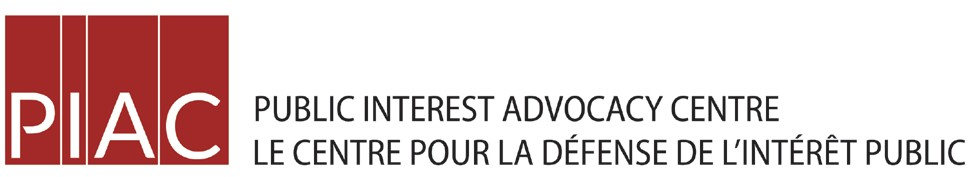 PIAC
PUBLIC INTEREST ADVOCACY CENTRE
LE CENTRE POUR LA DÉFENSE DE L'INTÉRÊT PUBLIC